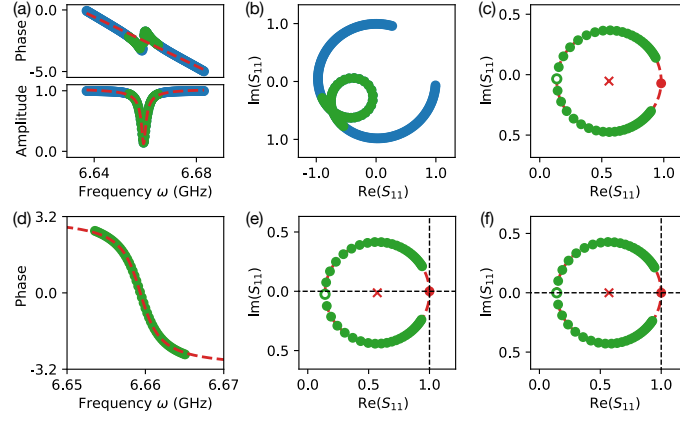 (a)
0.0
-5.0
Phase
1.0
0.0
Amplitude
6.64
6.68
Frequency ω (GHz)
(b)
1.0
0.0
1.0
Im(S11)
-1.0
0.0
1.0
Re(S11)
(c)
0.5
0.0
0.5
Im(S11)
0.0
0.5
1.0
Re(S11)
(d)
3.2
0.0
-3.2
Phase
6.65
6.66
6.67
Frequency ω (GHz)
(e)
0.5
0.0
0.5
Im(S11)
0.0
0.5
1.0
Re(S11)
(f)
0.5
0.0
0.5
Im(S11)
0.0
0.5
1.0
Re(S11)